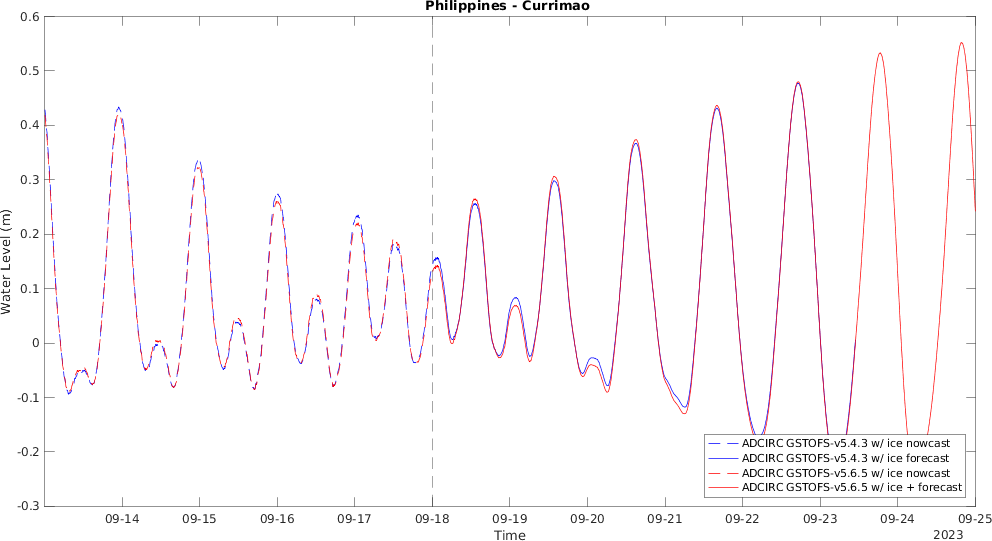 Philippines - Currimao
0.6
0.5
0.4
0.3
0.2
0.1
0
-0.1
-0.2
-0.3
Water Level (m)
ADCIRC GSTOFS-v5.4.3 w/ ice nowcast
ADCIRC GSTOFS-v5.4.3 w/ ice forecast
ADCIRC GSTOFS-v5.6.5 w/ ice nowcast
ADCIRC GSTOFS-v5.6.5 w/ ice + forecast
09-14 09-15 09-16 09-17 09-18 09-19 09-20 09-21 09-22 09-23 09-24 09-25
Time
2023